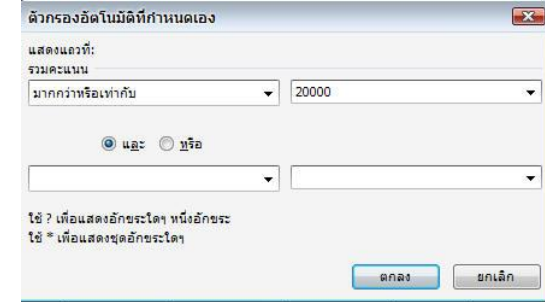 ตัวกรองอัตโนมัติที่กำหนดเอง
แสดงแถวที่:
รวมคะแนน
มากกว่าหรือเท่ากับ 20000
และ หรือ
ใช้ ? เพื่อแสดงอักขระใดๆ หนึ่งอักขระ
ใช้ * เพื่อแสดงชุดอักขระใดๆ
ตกลง ยกเลิก